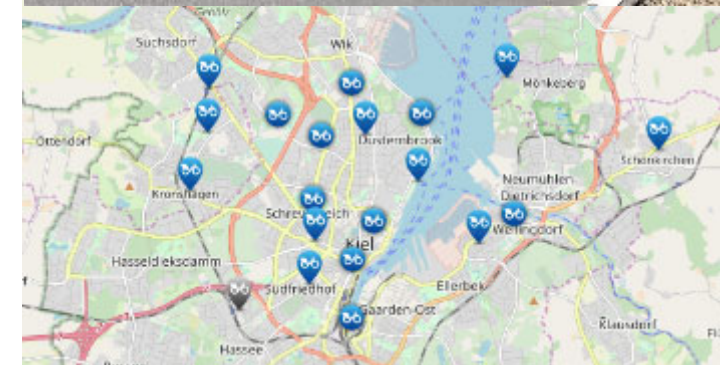 Suchsdorf
Wik
Mönkeberg
Ottendorf
Düsternbrook
Schönkirchen
Kronshagen
Neumühlen
Dietrichsdorf
Kiel
Wellingdorf
Hasseldieksdamm
Südfriedhof
Ellerbek
Gaarden-Ost
Klausdorf
Hassee